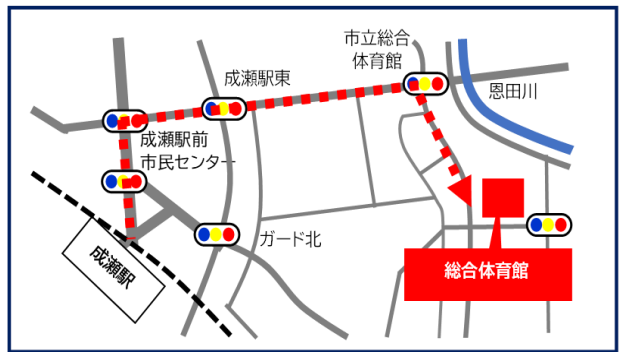 市立総合
体育館
成瀬駅東
恩田川
成瀬駅前
市民センター
ガード北
成瀬駅
総合体育館